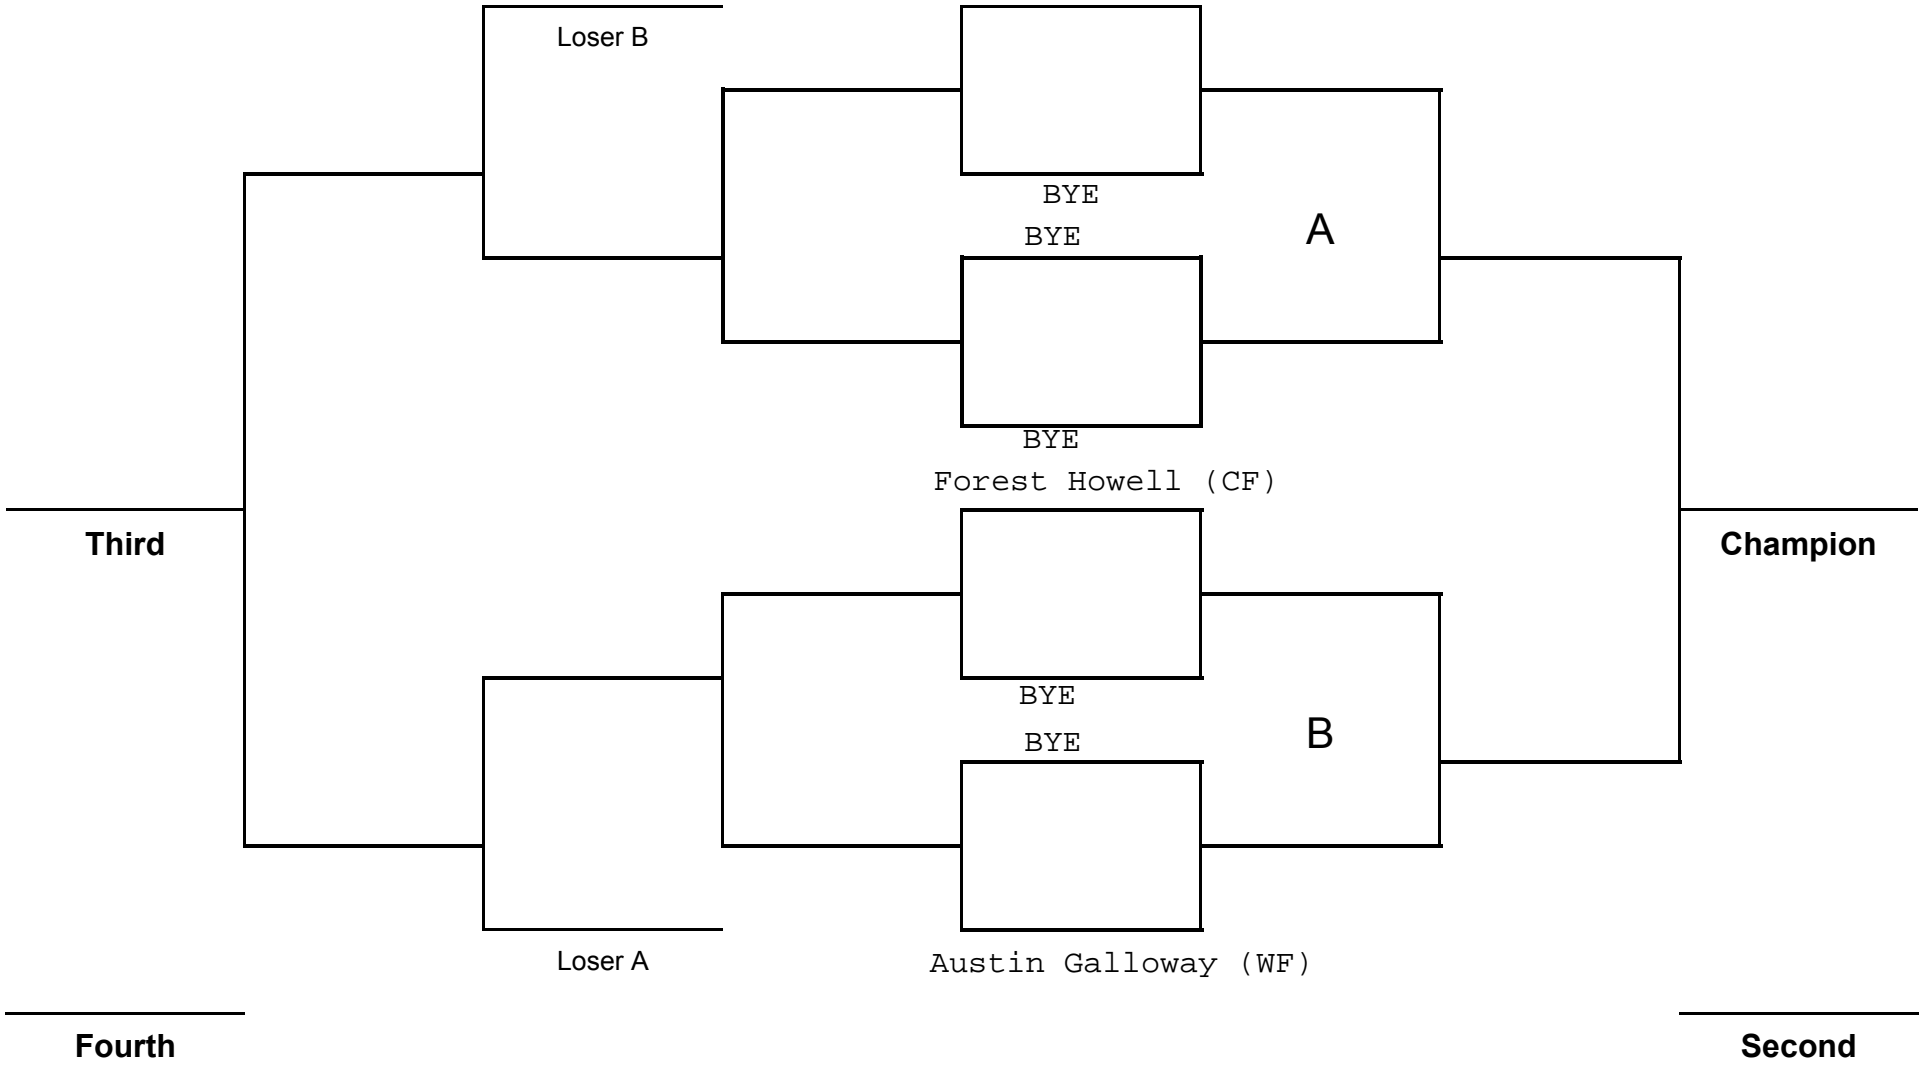 Loser B
BYE
BYE
A
BYE
Forest Howell (CF)
Third
Champion
BYE
BYE
B
Loser A
Austin Galloway (WF)
Fourth
Second